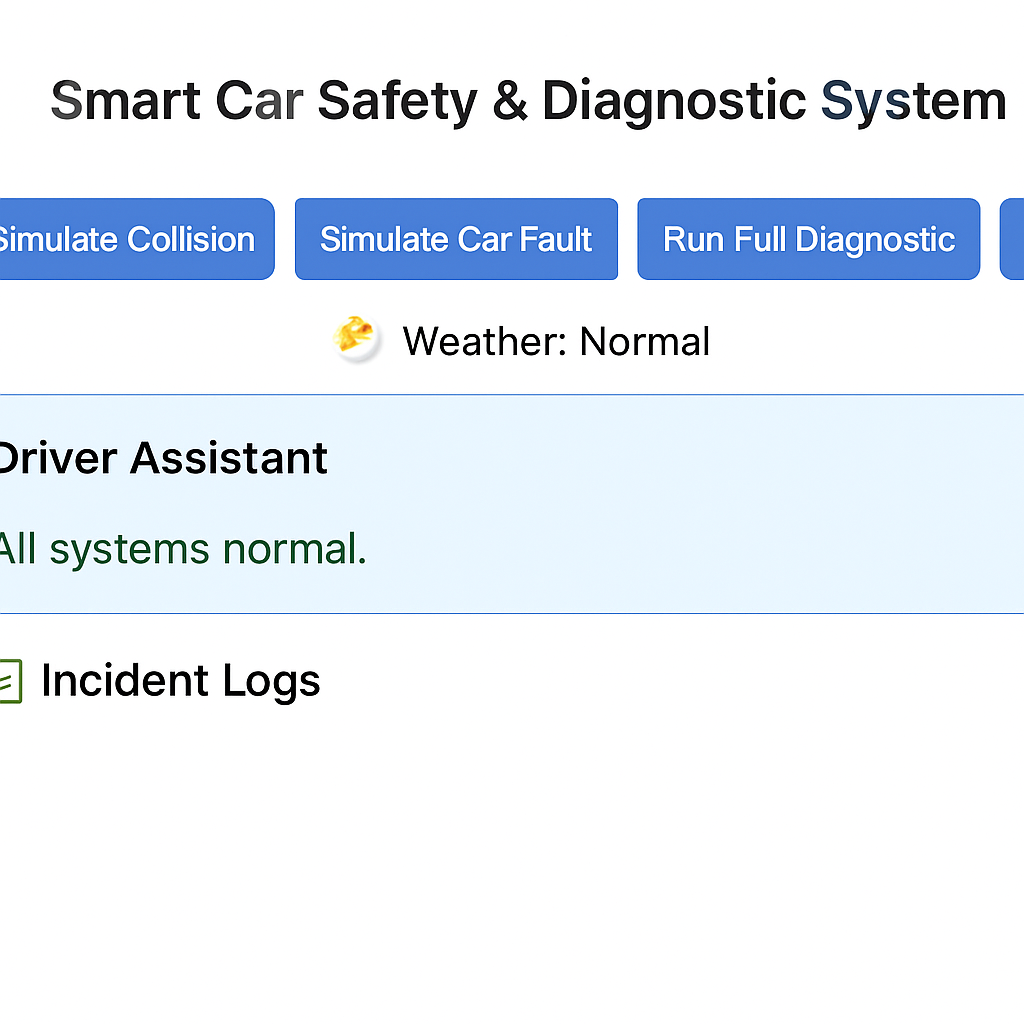 Smart Car Safety & Diagnostic System
Simulate Collision
Simulate Car Fault
Run Full Diagnostic
Weather: Normal
Driver Assistant
All systems normal.
Incident Logs